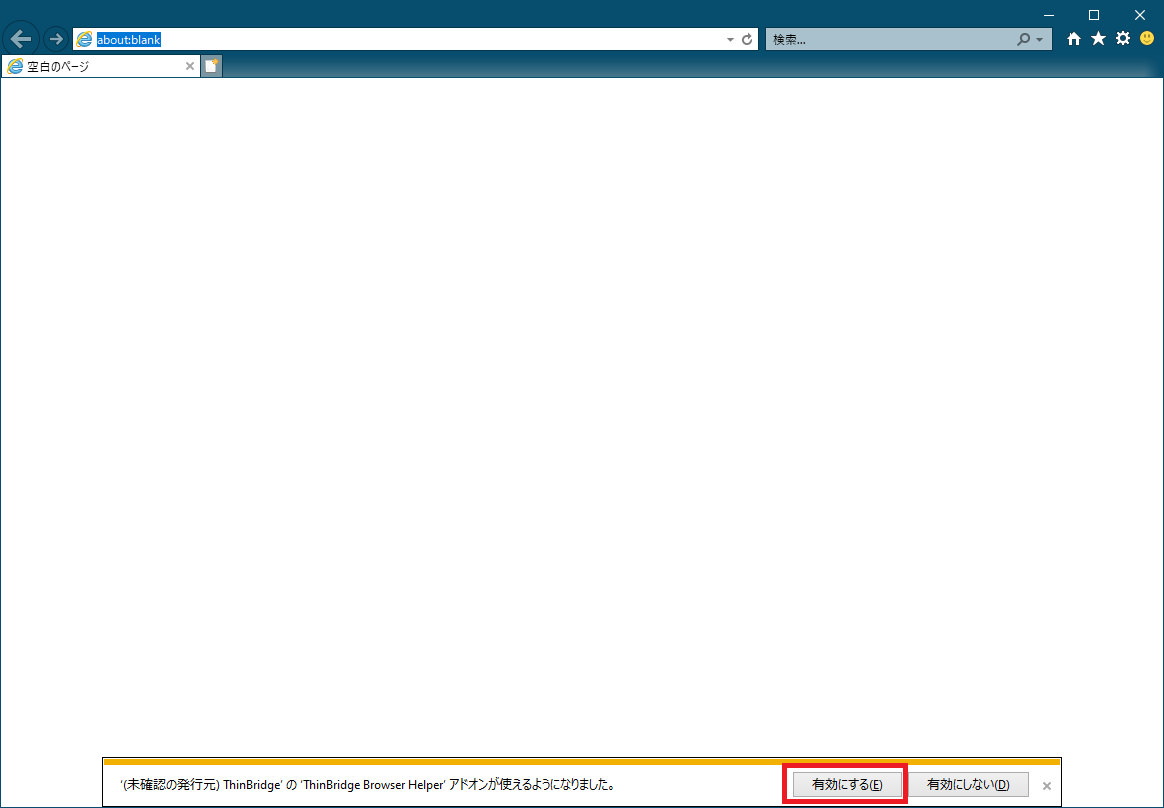 about:blank
検索...
空白のページ
'(未確認の発行元) ThinBridge' の 'ThinBridge Browser Helper' アドオンが使えるようになりました。
有効にする(E)
有効にしない(D)